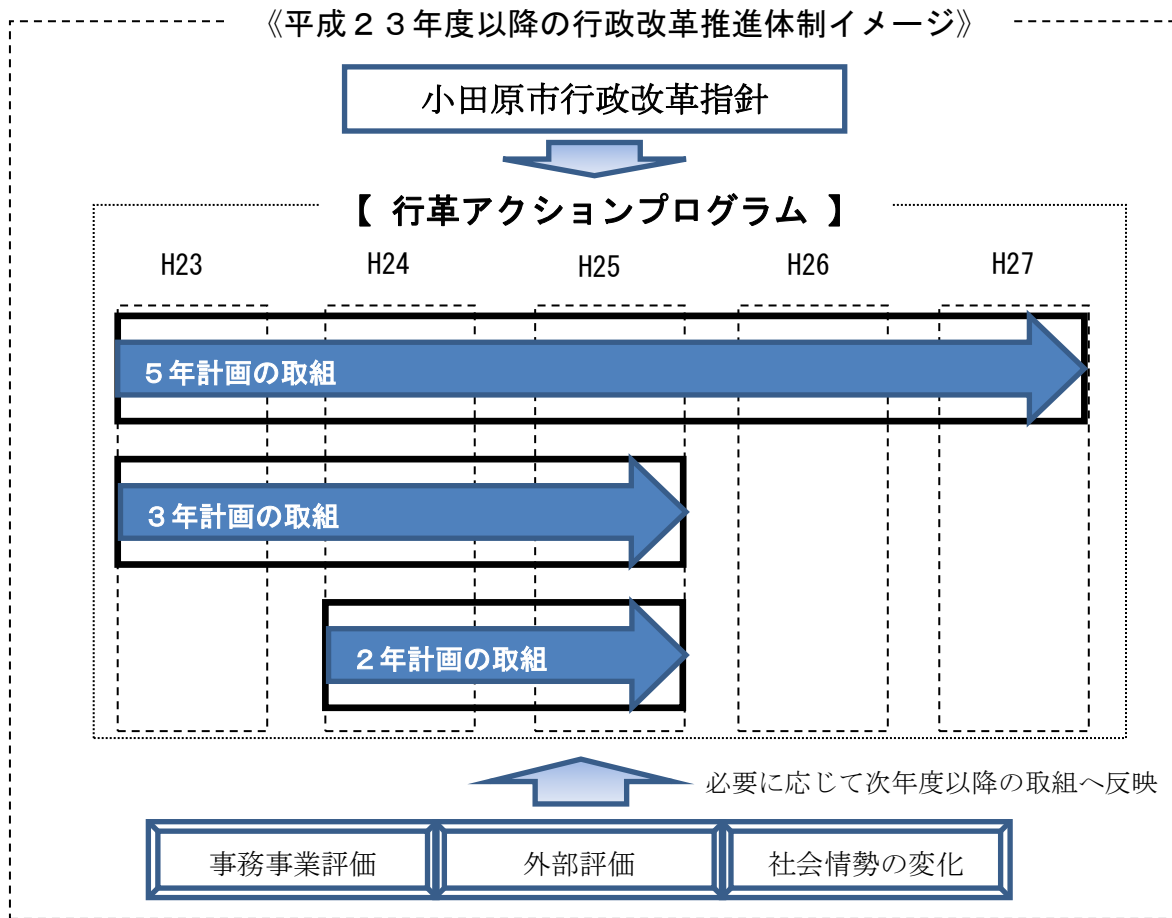 《平成２３年度以降の行政改革推進体制イメージ》
小田原市行政改革指針
【 行革アクションプログラム 】
H23 H24 H25 H26 H27
５年計画の取組
３年計画の取組
２年計画の取組
必要に応じて次年度以降の取組へ反映
事務事業評価 外部評価 社会情勢の変化